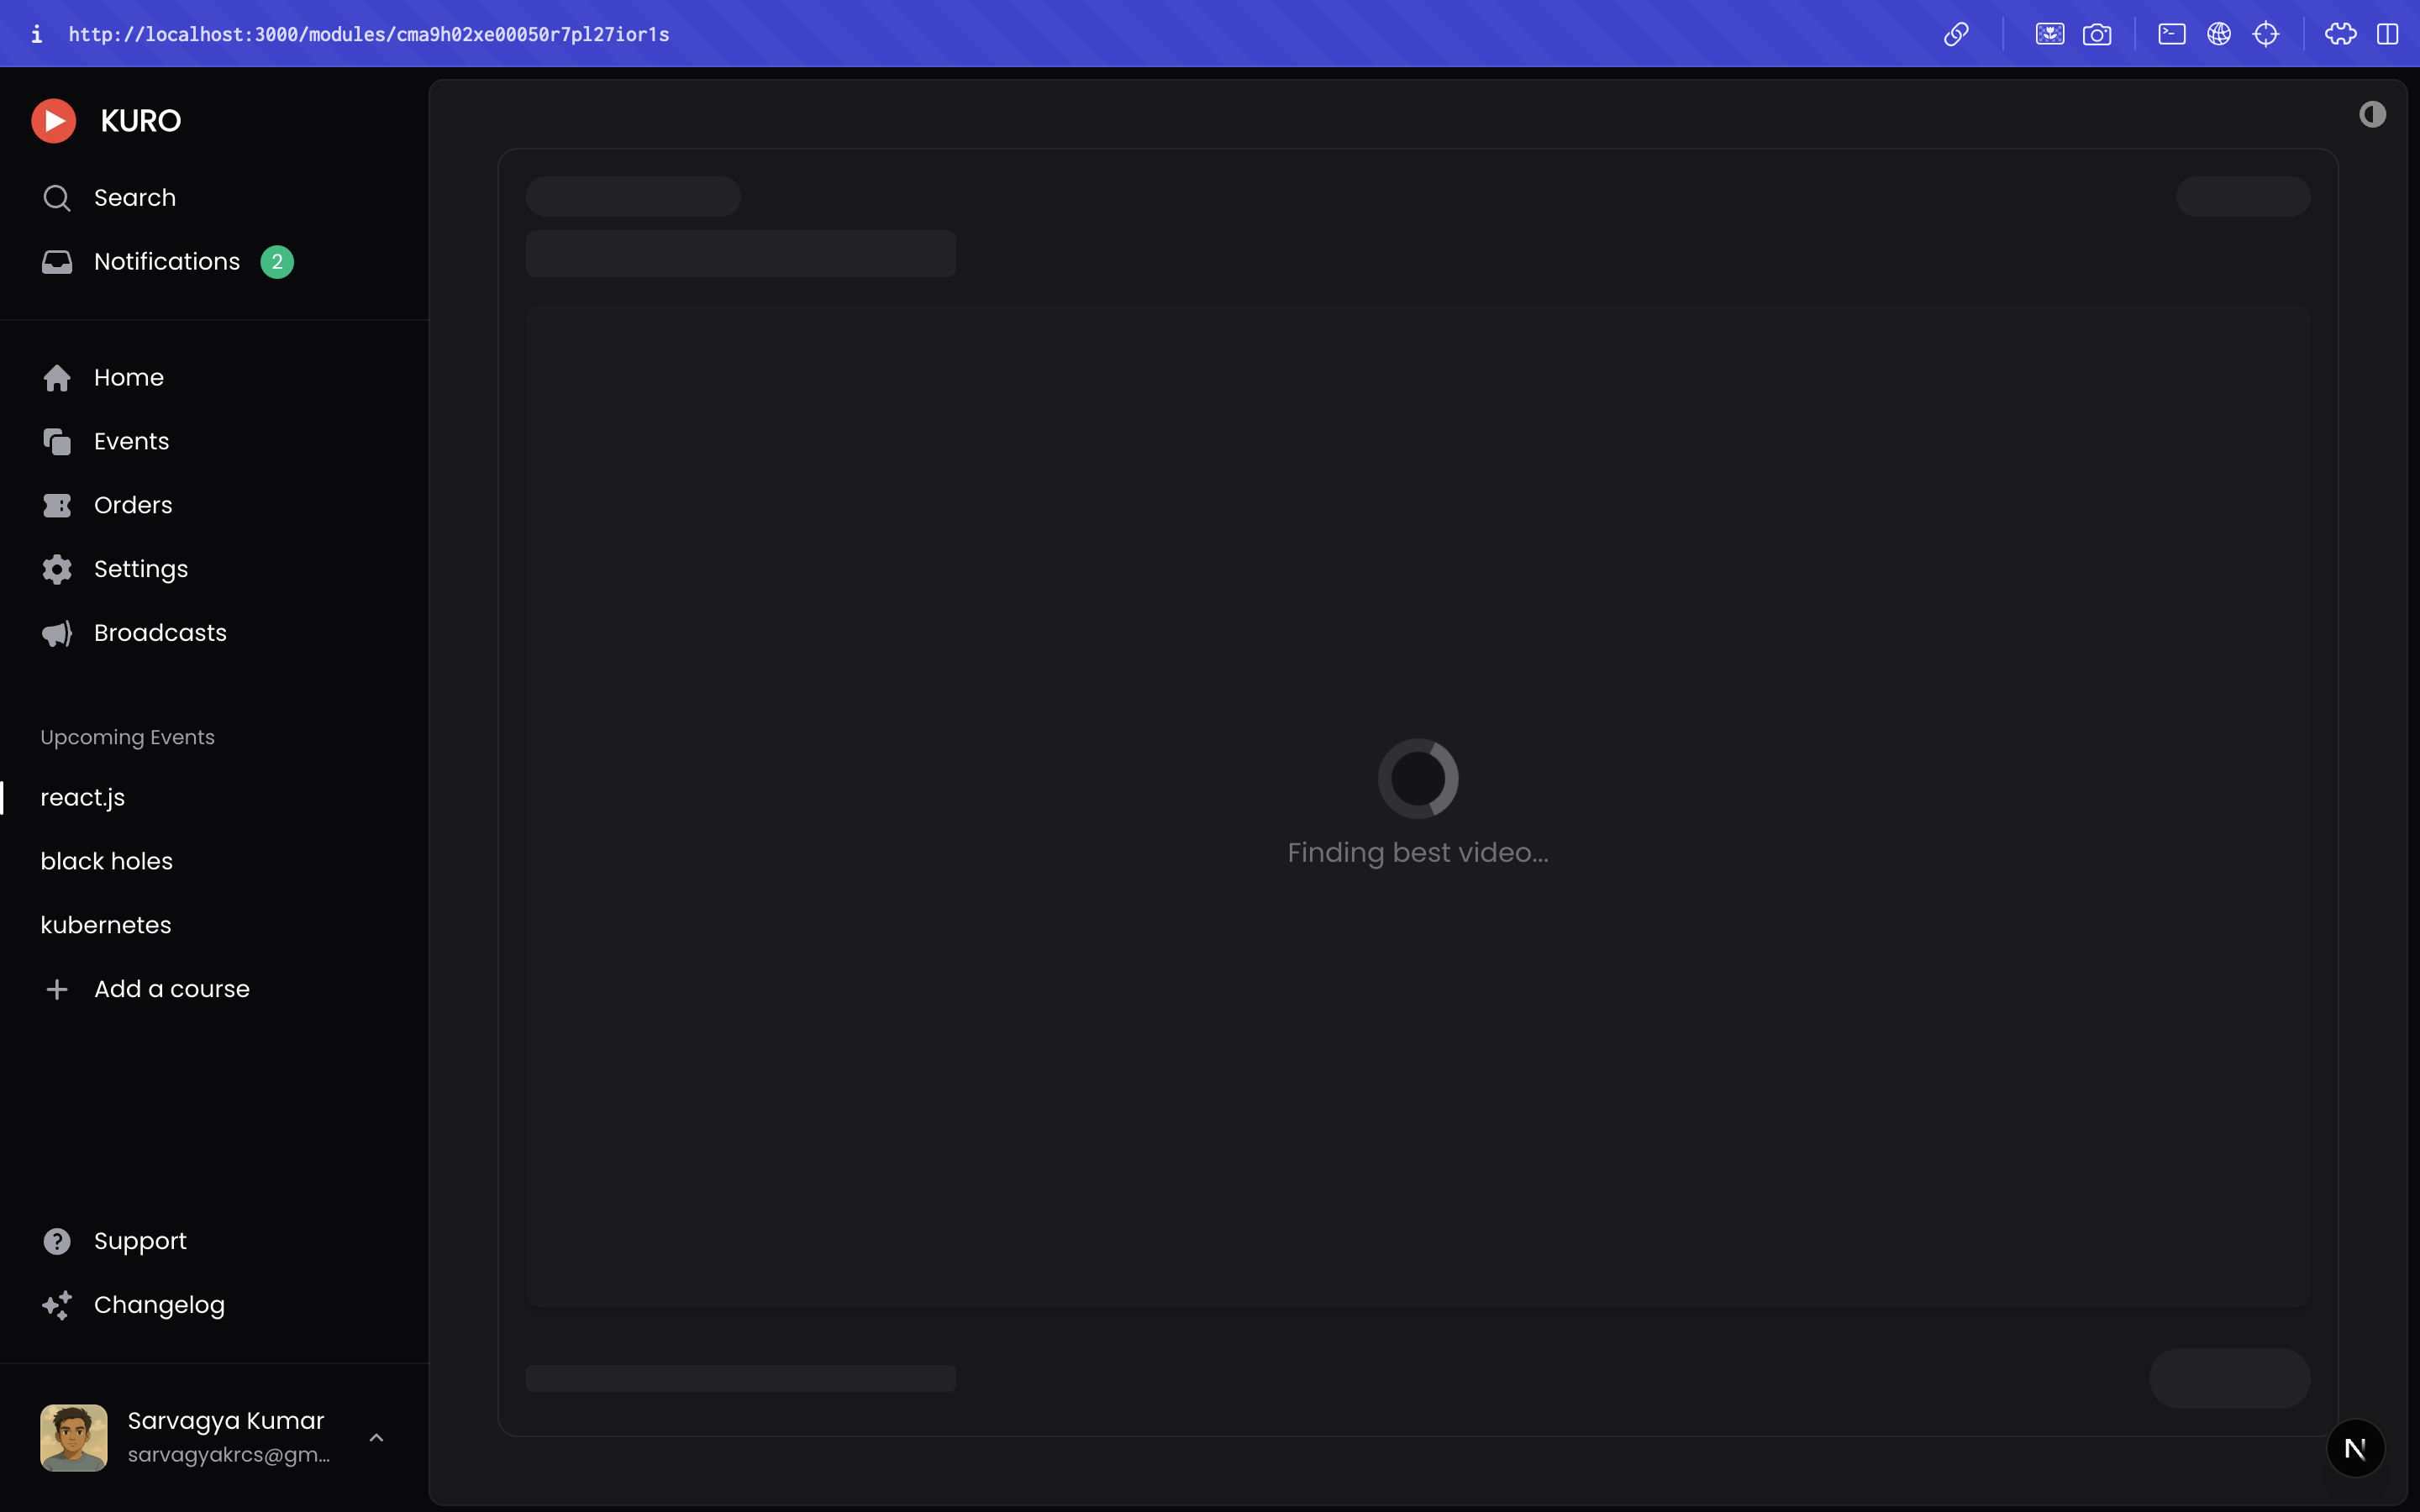 http://localhost:3000/modules/cma9h02xe00050r7pl27ior1s
KURO
Search
Notifications 2
Home
Events
Orders
Settings
Broadcasts
Upcoming Events
react.js
black holes
kubernetes
Add a course
Support
Changelog
Sarvagya Kumar
sarvagyakrcs@gm...
Finding best video...
N